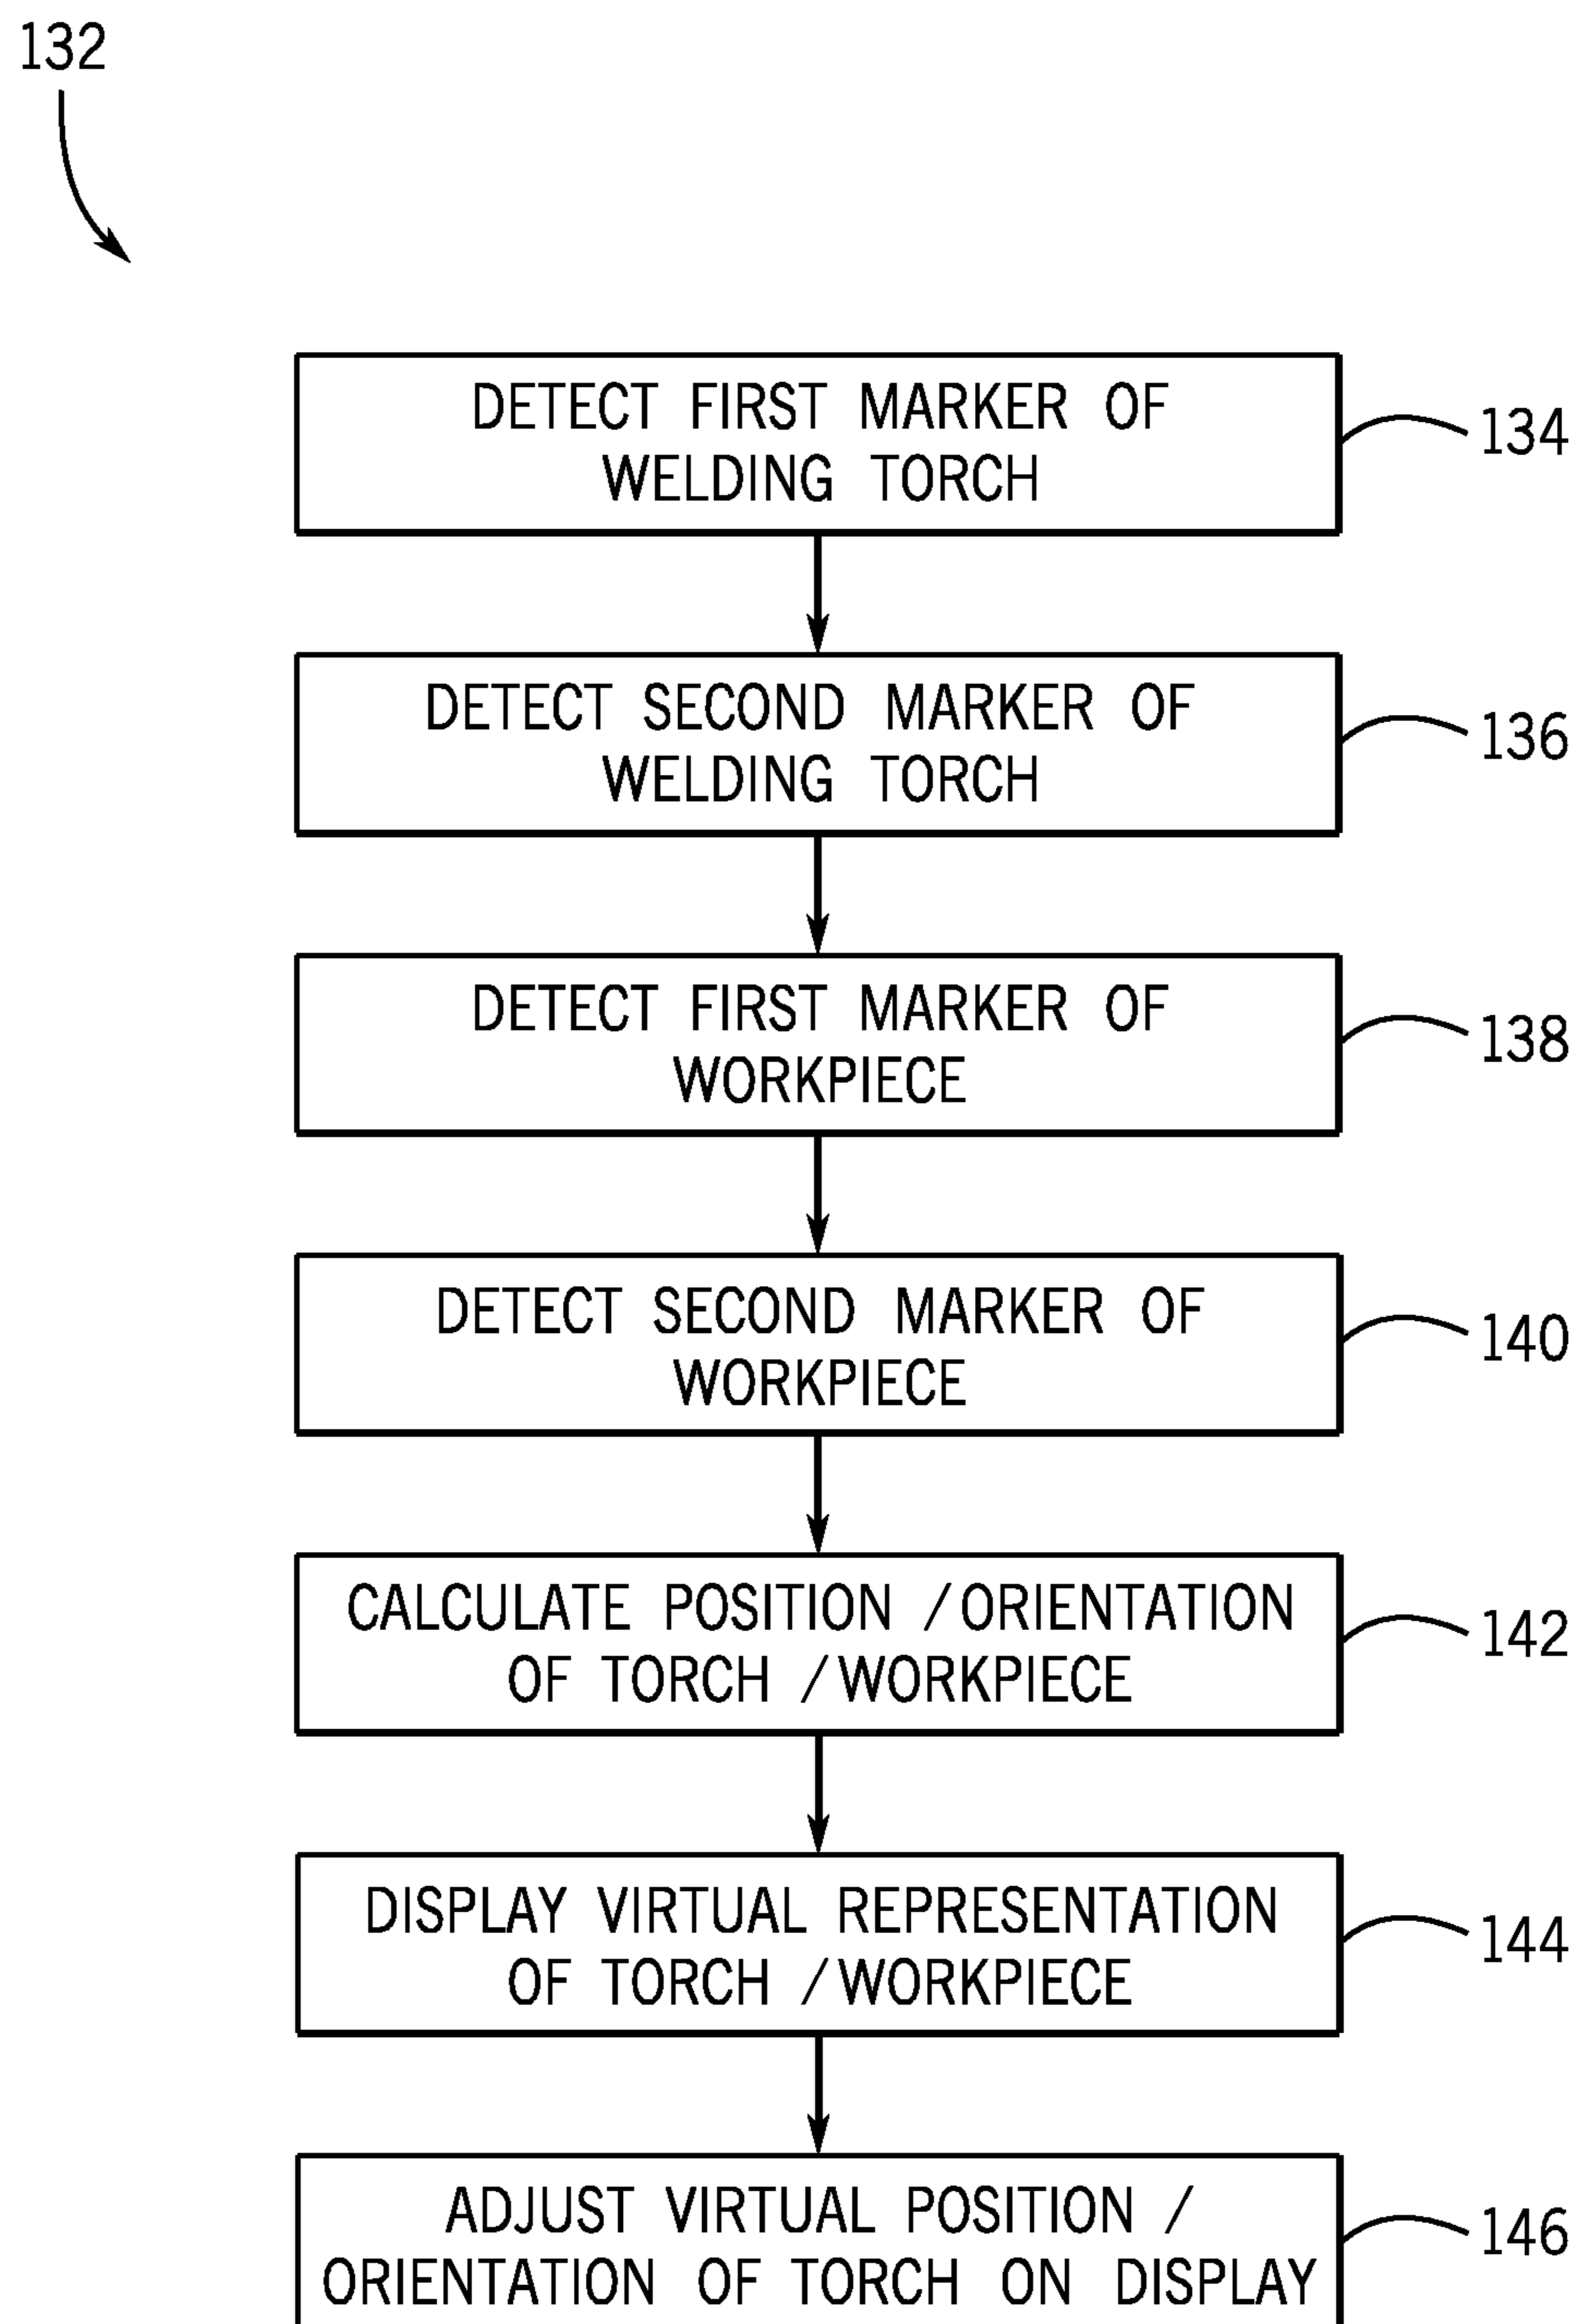 132
DETECT FIRST MARKER OF
WELDING TORCH
134
DETECT SECOND MARKER OF
WELDING TORCH
136
DETECT FIRST MARKER OF
WORKPIECE
138
DETECT SECOND MARKER OF
WORKPIECE
140
CALCULATE POSITION /ORIENTATION
OF TORCH /WORKPIECE
142
DISPLAY VIRTUAL REPRESENTATION
OF TORCH /WORKPIECE
144
ADJUST VIRTUAL POSITION /
ORIENTATION OF TORCH ON DISPLAY
146